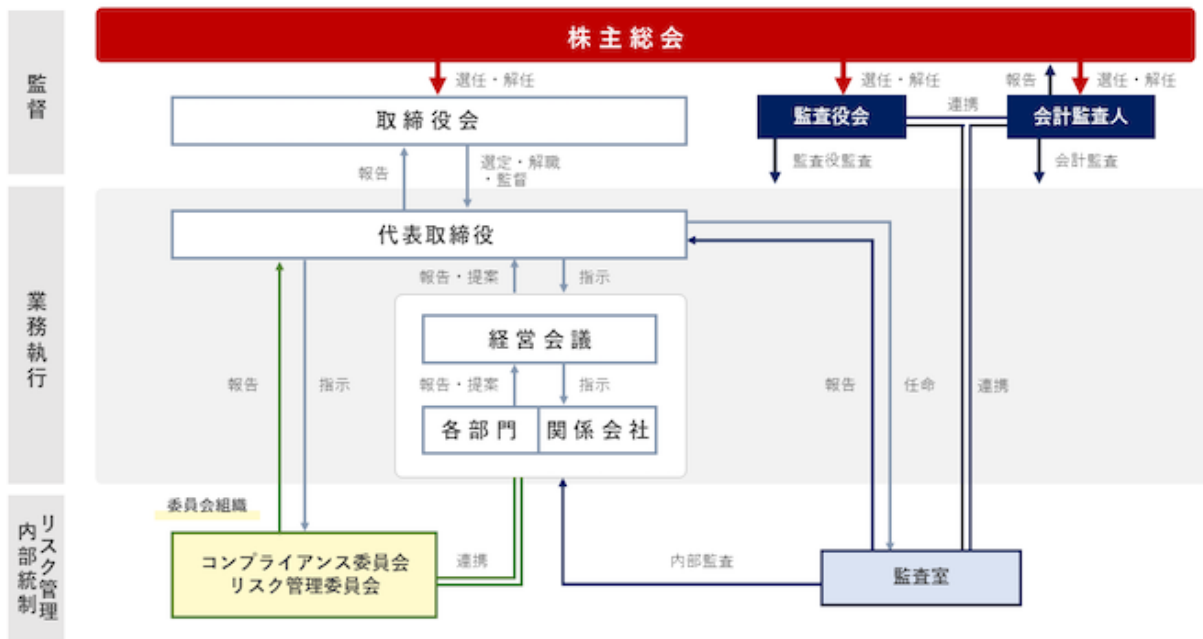 株主総会
監督
選任・解任
選任・解任
報告
選任・解任
取締役会
監査役会
連携
会計監査人
報告
選定・解職
・監督
監査役監査
会計監査
業務執行
代表取締役
報告・提案
指示
経営会議
報告
指示
報告・提案
指示
報告
任命
連携
各部門
関係会社
リスク管理
内部統制
委員会組織
コンプライアンス委員会
リスク管理委員会
連携
内部監査
監査室